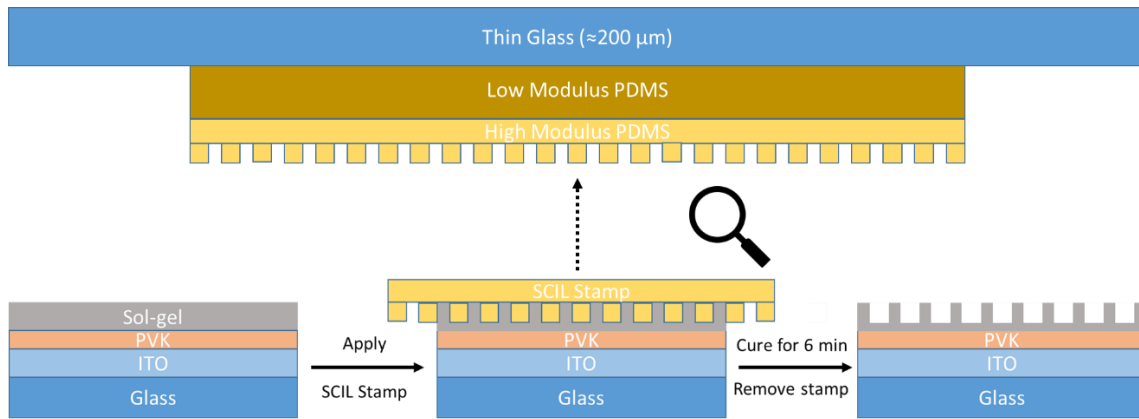 Thin Glass (≈200 μm)
Low Modulus PDMS
High Modulus PDMS
SCIL Stamp
Sol-gel
PVK
ITO
Glass
Apply
SCIL Stamp
PVK
ITO
Glass
Cure for 6 min
Remove stamp
PVK
ITO
Glass